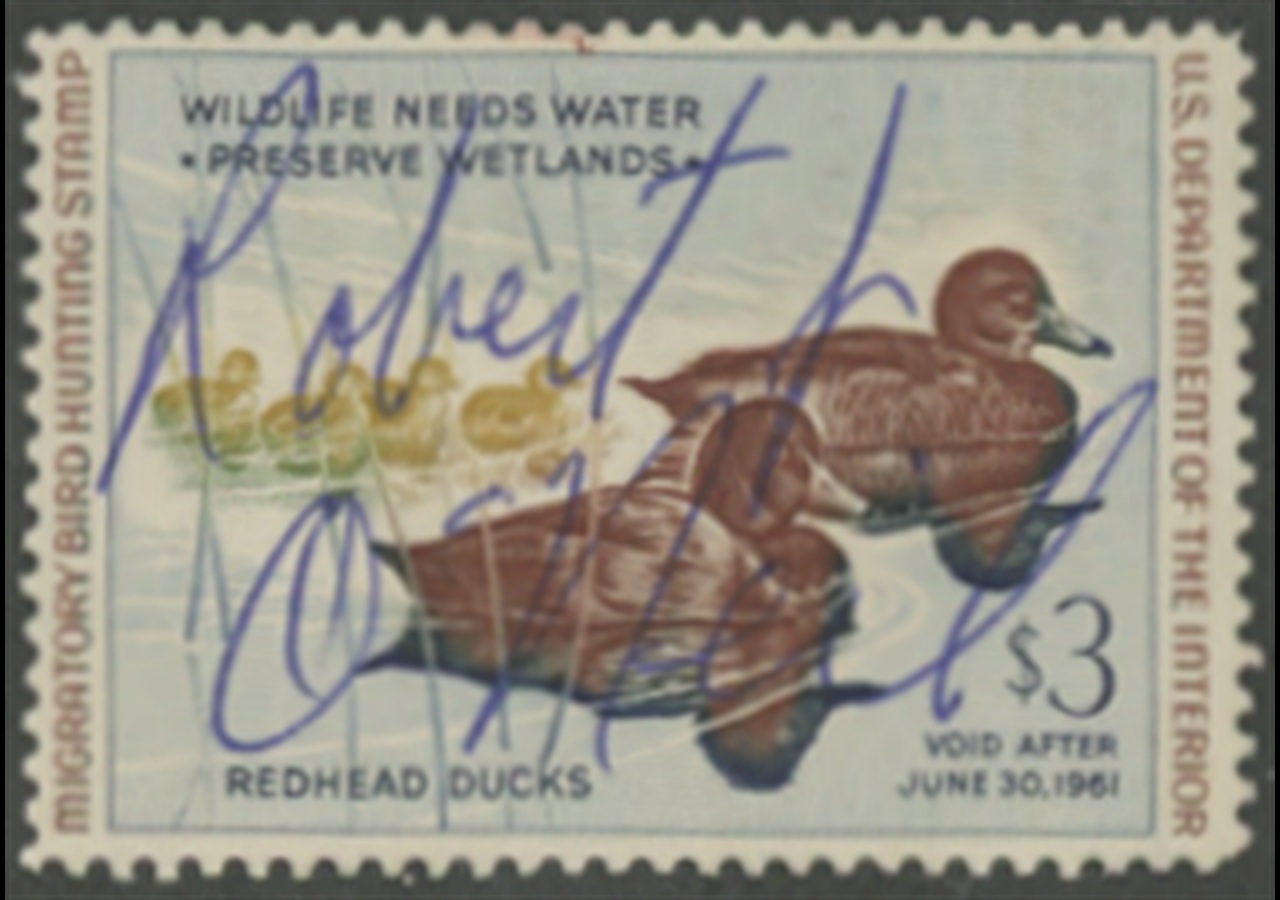 MIGRATORY BIRD HUNTING STAMP
WILDLIFE NEEDS WATER
• PRESERVE WETLANDS •
Robert
REDHEAD DUCKS
$3
VOID AFTER
JUNE 30, 1961
U.S. DEPARTMENT OF THE INTERIOR